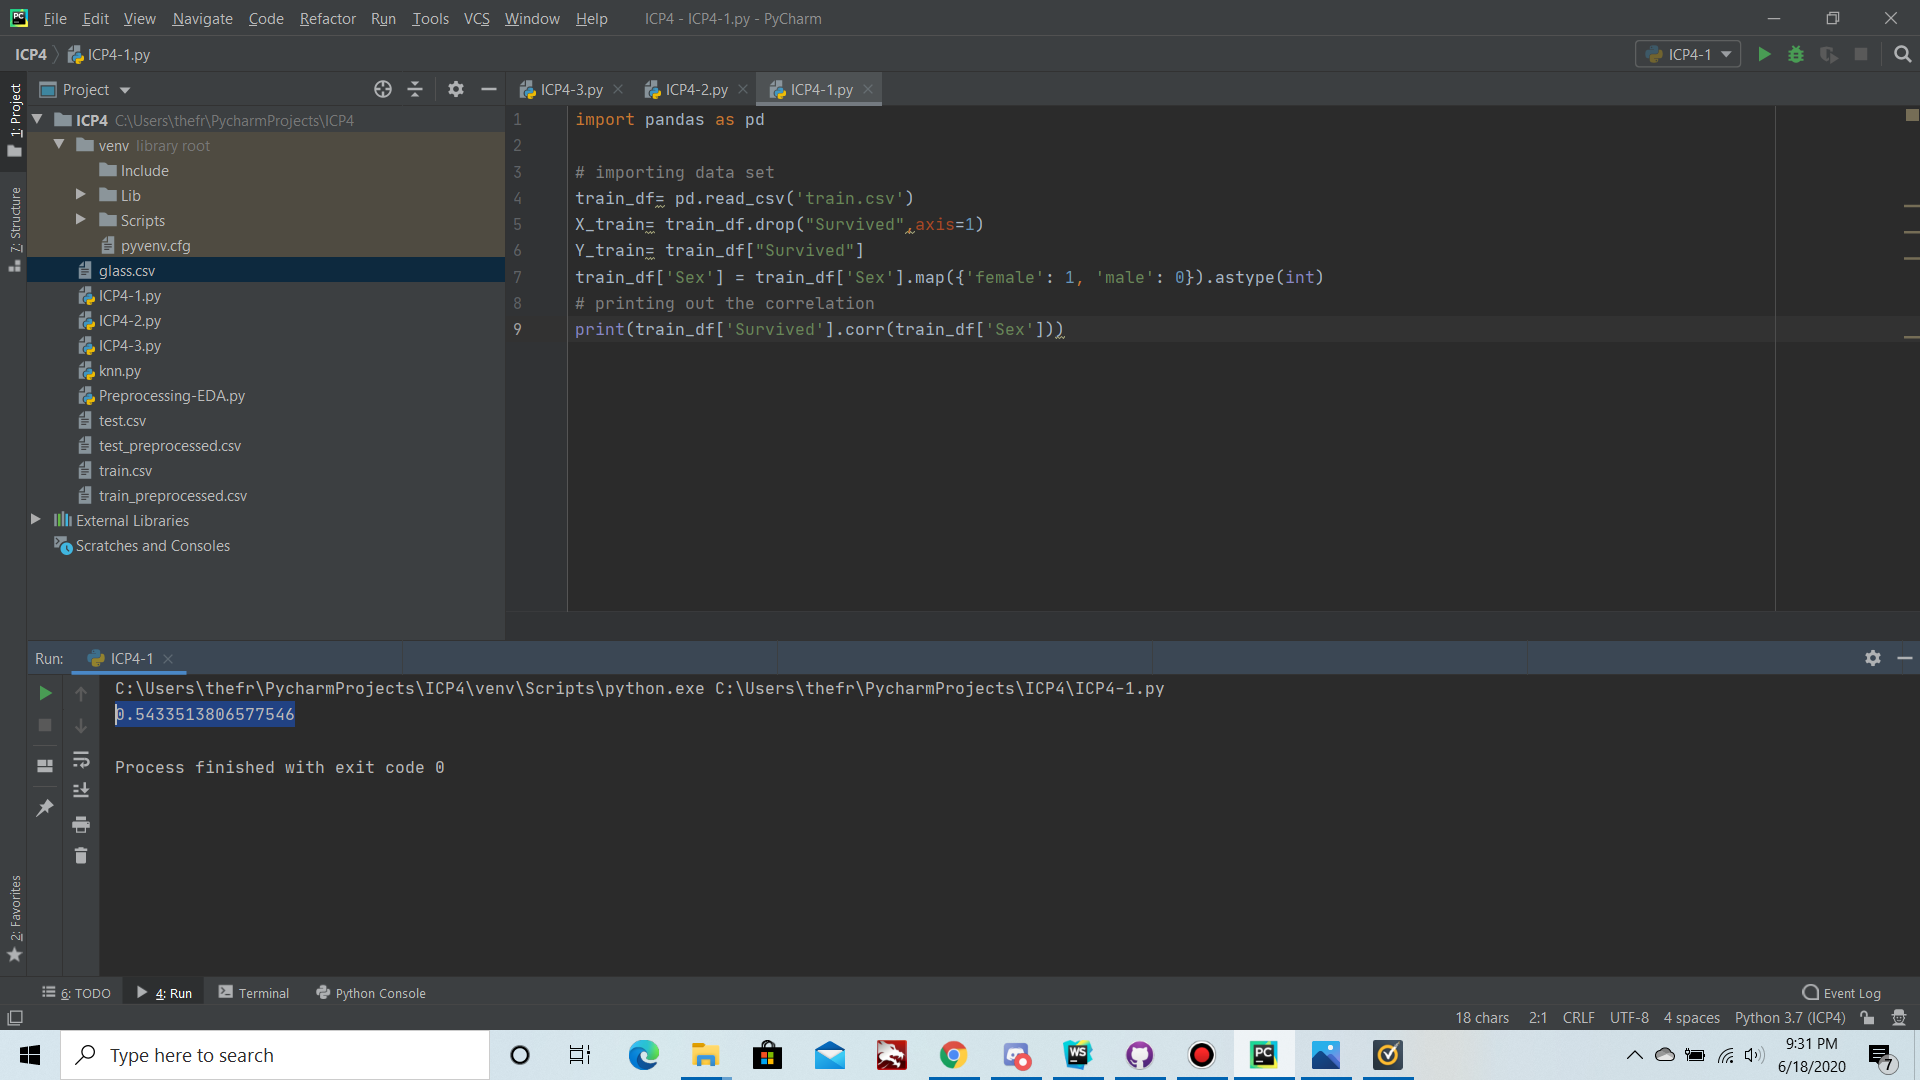 PC File Edit View Navigate Code Refactor Run Tools VCS Window Help ICP4 - ICP4-1.py - PyCharm
ICP4 ICP4-1.py ICP4-1
1: Project
7: Structure
2: Favorites
Project
ICP4-3.py ICP4-2.py ICP4-1.py
ICP4 C:\Users\thefr\PycharmProjects\ICP4
venv library root
Include
Lib
Scripts
pyvenv.cfg
glass.csv
ICP4-1.py
ICP4-2.py
ICP4-3.py
knn.py
Preprocessing-EDA.py
test.csv
test_preprocessed.csv
train.csv
train_preprocessed.csv
External Libraries
Scratches and Consoles
1 import pandas as pd
2
3 # importing data set
4 train_df= pd.read_csv('train.csv')
5 X_train= train_df.drop("Survived",axis=1)
6 Y_train= train_df["Survived"]
7 train_df['Sex'] = train_df['Sex'].map({'female': 1, 'male': 0}).astype(int)
8 # printing out the correlation
9 print(train_df['Survived'].corr(train_df['Sex']))
Run: ICP4-1
C:\Users\thefr\PycharmProjects\ICP4\venv\Scripts\python.exe C:\Users\thefr\PycharmProjects\ICP4\ICP4-1.py
0.5433513806577546
Process finished with exit code 0
6: TODO 4: Run Terminal Python Console Event Log
18 chars 2:1 CRLF UTF-8 4 spaces Python 3.7 (ICP4)
Type here to search
WS
PC
9:31 PM
6/18/2020
7